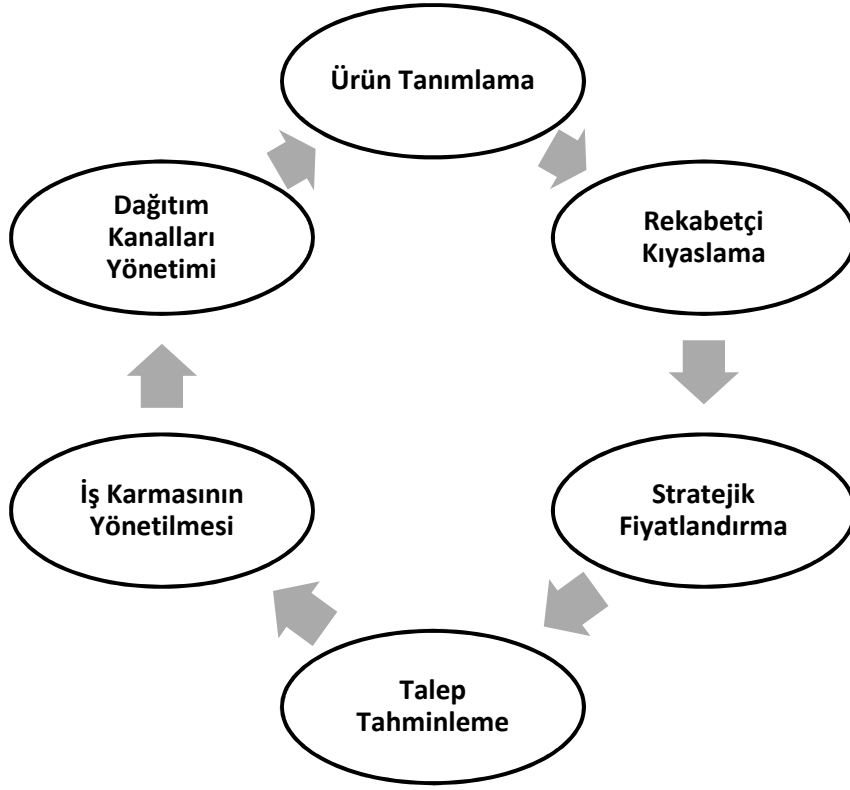 Ürün Tanımlama
Rekabetçi
Kıyaslama
Stratejik
Fiyatlandırma
Talep
Tahminleme
İş Karmasının
Yönetilmesi
Dağıtım
Kanalları
Yönetimi